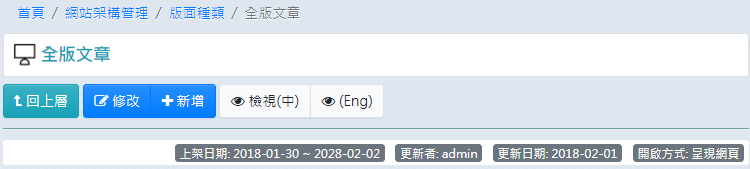 首頁 / 網站架構管理 / 版面種類 / 全版文章
全版文章
回上層 修改 新增 檢視(中) (Eng)
上架日期: 2018-01-30 ~ 2028-02-02 更新者: admin 更新日期: 2018-02-01 開啟方式: 呈現網頁